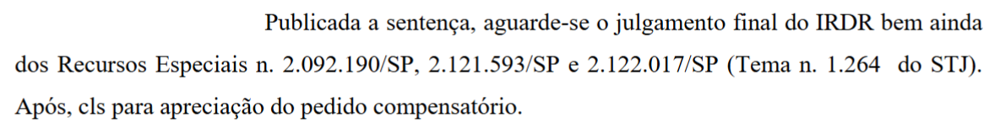 Publicada a sentença, aguarde-se o julgamento final do IRDR bem ainda
dos Recursos Especiais n. 2.092.190/SP, 2.121.593/SP e 2.122.017/SP (Tema n. 1.264 do STJ).
Após, cls para apreciação do pedido compensatório.